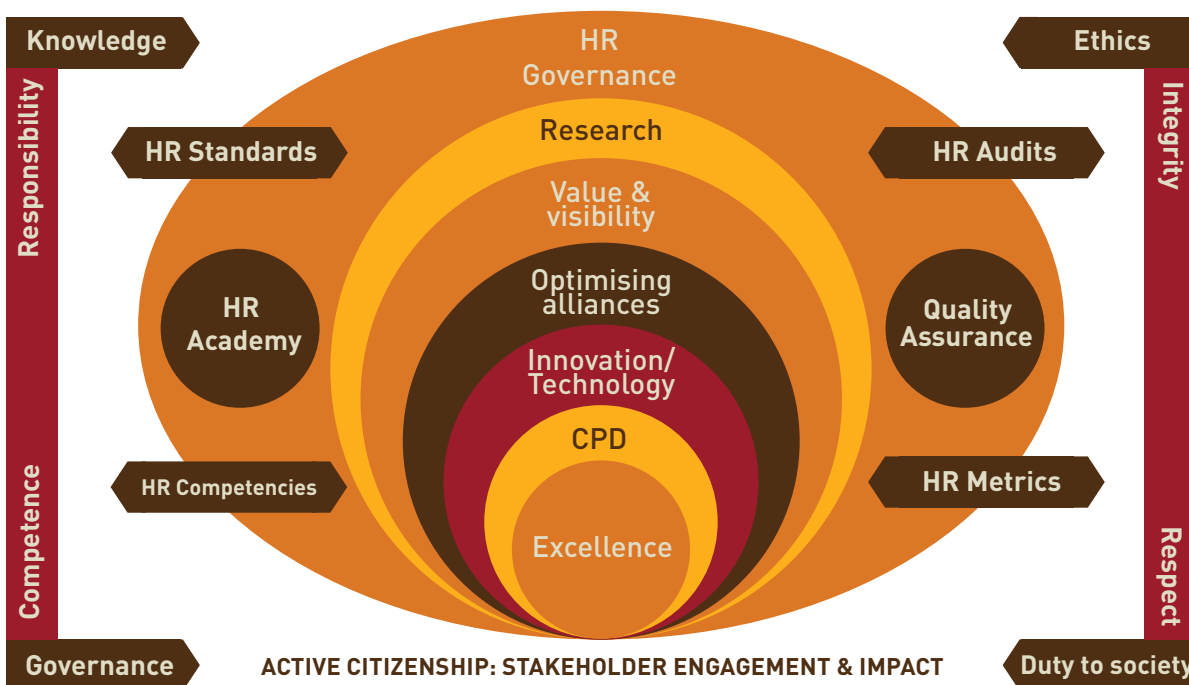 Knowledge
HR
Governance
Ethics
Responsibility
Integrity
HR Standards
Research
HR Audits
Value &
visibility
HR
Academy
Optimising
alliances
Quality
Assurance
Innovation/
Technology
CPD
HR Competencies
HR Metrics
Competence
Excellence
Respect
Governance
ACTIVE CITIZENSHIP: STAKEHOLDER ENGAGEMENT & IMPACT
Duty to society